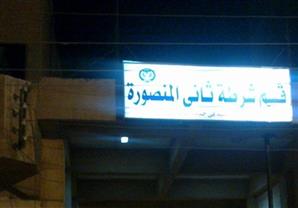 قسم شرطة ثانى المنصورة